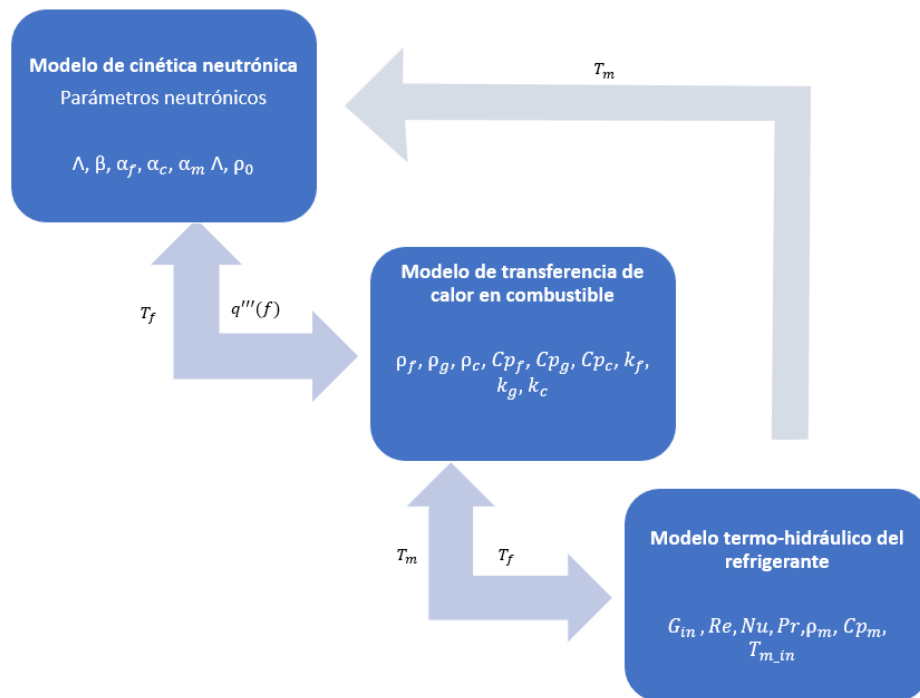 Modelo de cinética neutrónica
Parámetros neutrónicos
Λ, β, α_f, α_c, α_m Λ, ρ_0
T_m
T_f
q'''(f)
Modelo de transferencia de
calor en combustible
ρ_f, ρ_g, ρ_c, Cp_f, Cp_g, Cp_c, k_f,
k_g, k_c
T_m
T_f
Modelo termo-hidráulico del
refrigerante
G_in , Re, Nu, Pr,ρ_m, Cp_m,
T_m_in